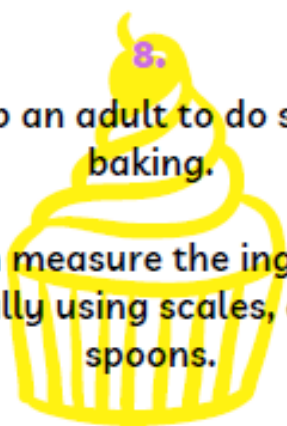 8.
p an adult to do s
baking.
measure the ing
lly using scales,
spoons.